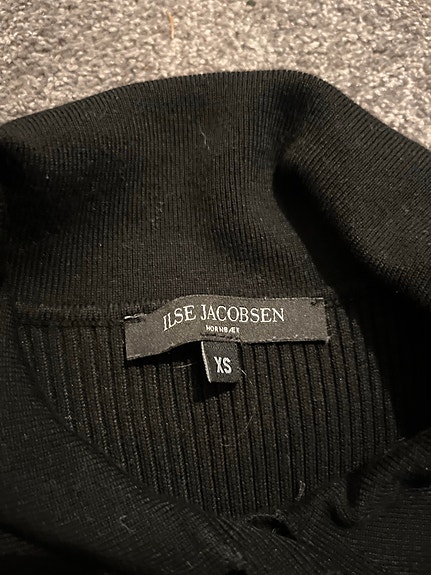 ILSE JACOBSEN
HORNBÆK
XS